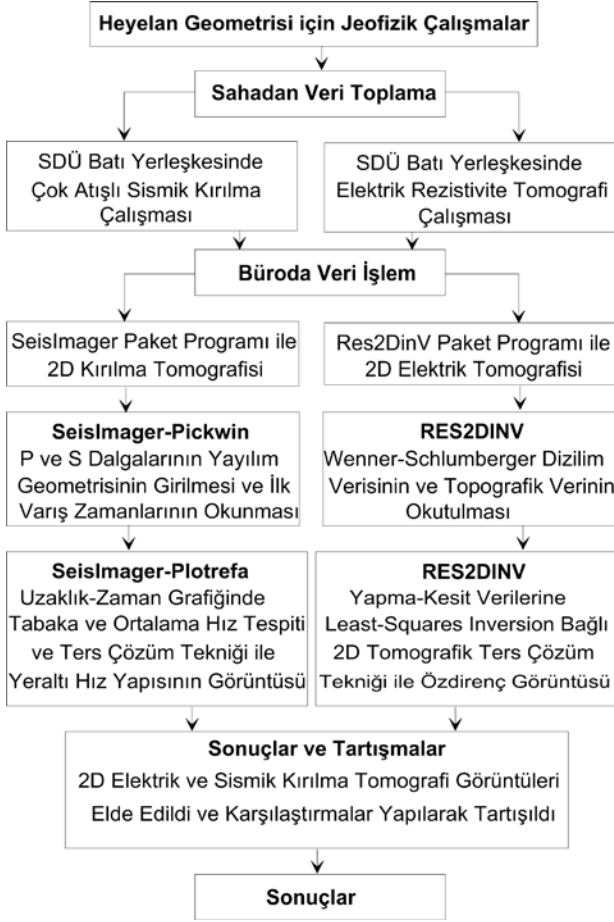 Heyelan Geometrisi için Jeofizik Çalışmalar
Sahadan Veri Toplama
SDÜ Batı Yerleşkesinde
Çok Atışlı Sismik Kırılma
Çalışması
SDÜ Batı Yerleşkesinde
Elektrik Rezistivite Tomografi
Çalışması
Büroda Veri İşlem
SeisImager Paket Programı ile
2D Kırılma Tomografisi
Res2DinV Paket Programı ile
2D Elektrik Tomografisi
SeisImager-Pickwin
P ve S Dalgalarının Yayılım
Geometrisinin Girilmesi ve İlk
Varış Zamanlarının Okunması
RES2DINV
Wenner-Schlumberger Dizilim
Verisinin ve Topografik Verinin
Okutulması
SeisImager-Plotrefa
Uzaklık-Zaman Grafiğinde
Tabaka ve Ortalama Hız Tespiti
ve Ters Çözüm Tekniği ile
Yeraltı Hız Yapısının Görüntüsü
RES2DINV
Yapma-Kesit Verilerine
Least-Squares Inversion Bağlı
2D Tomografik Ters Çözüm
Tekniği ile Özdirenç Görüntüsü
Sonuçlar ve Tartışmalar
2D Elektrik ve Sismik Kırılma Tomografi Görüntüleri
Elde Edildi ve Karşılaştırmalar Yapılarak Tartışıldı
Sonuçlar